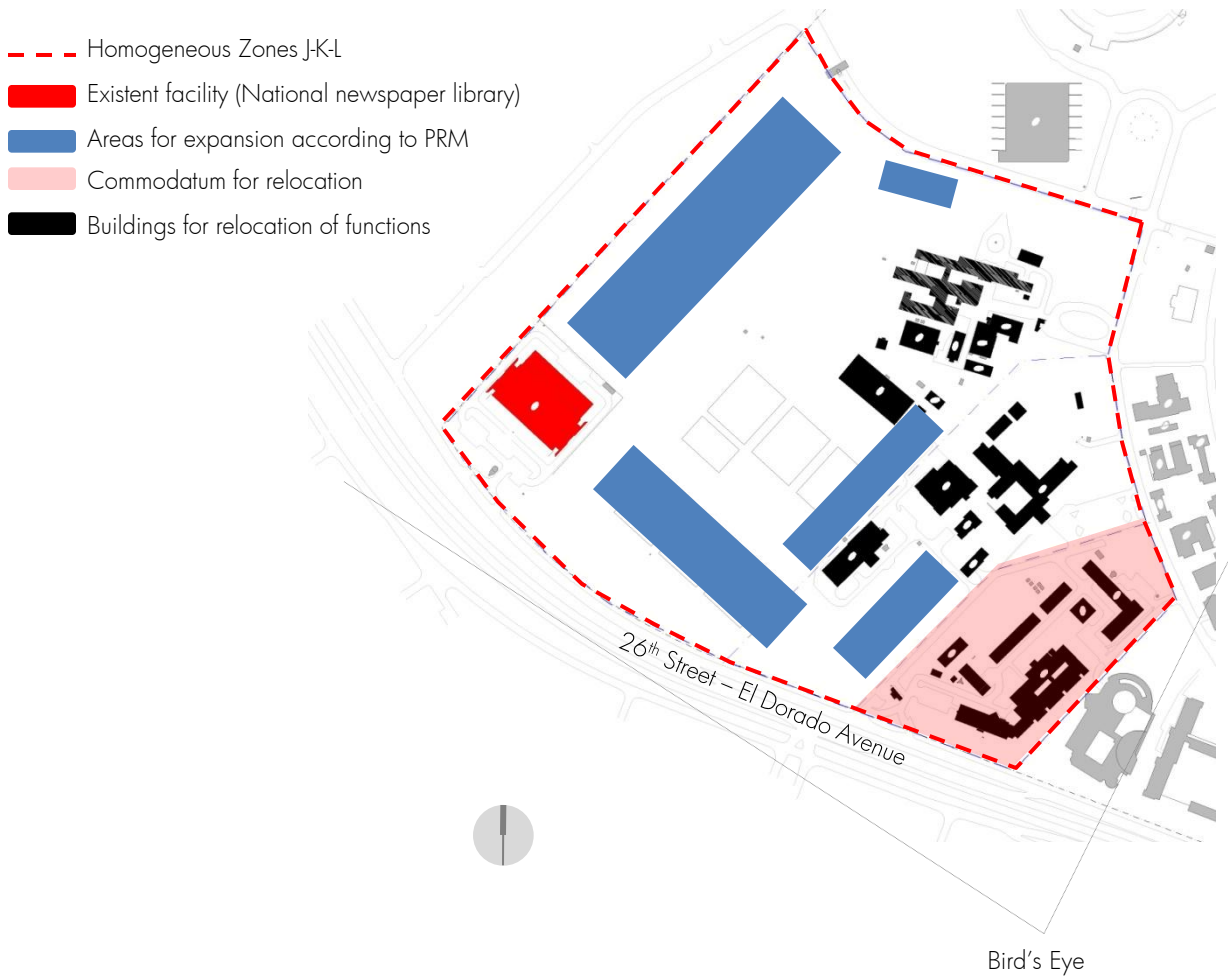 Homogeneous Zones J-K-L
Existent facility (National newspaper library)
Areas for expansion according to PRM
Commodatum for relocation
Buildings for relocation of functions
26th Street – El Dorado Avenue
Bird's Eye